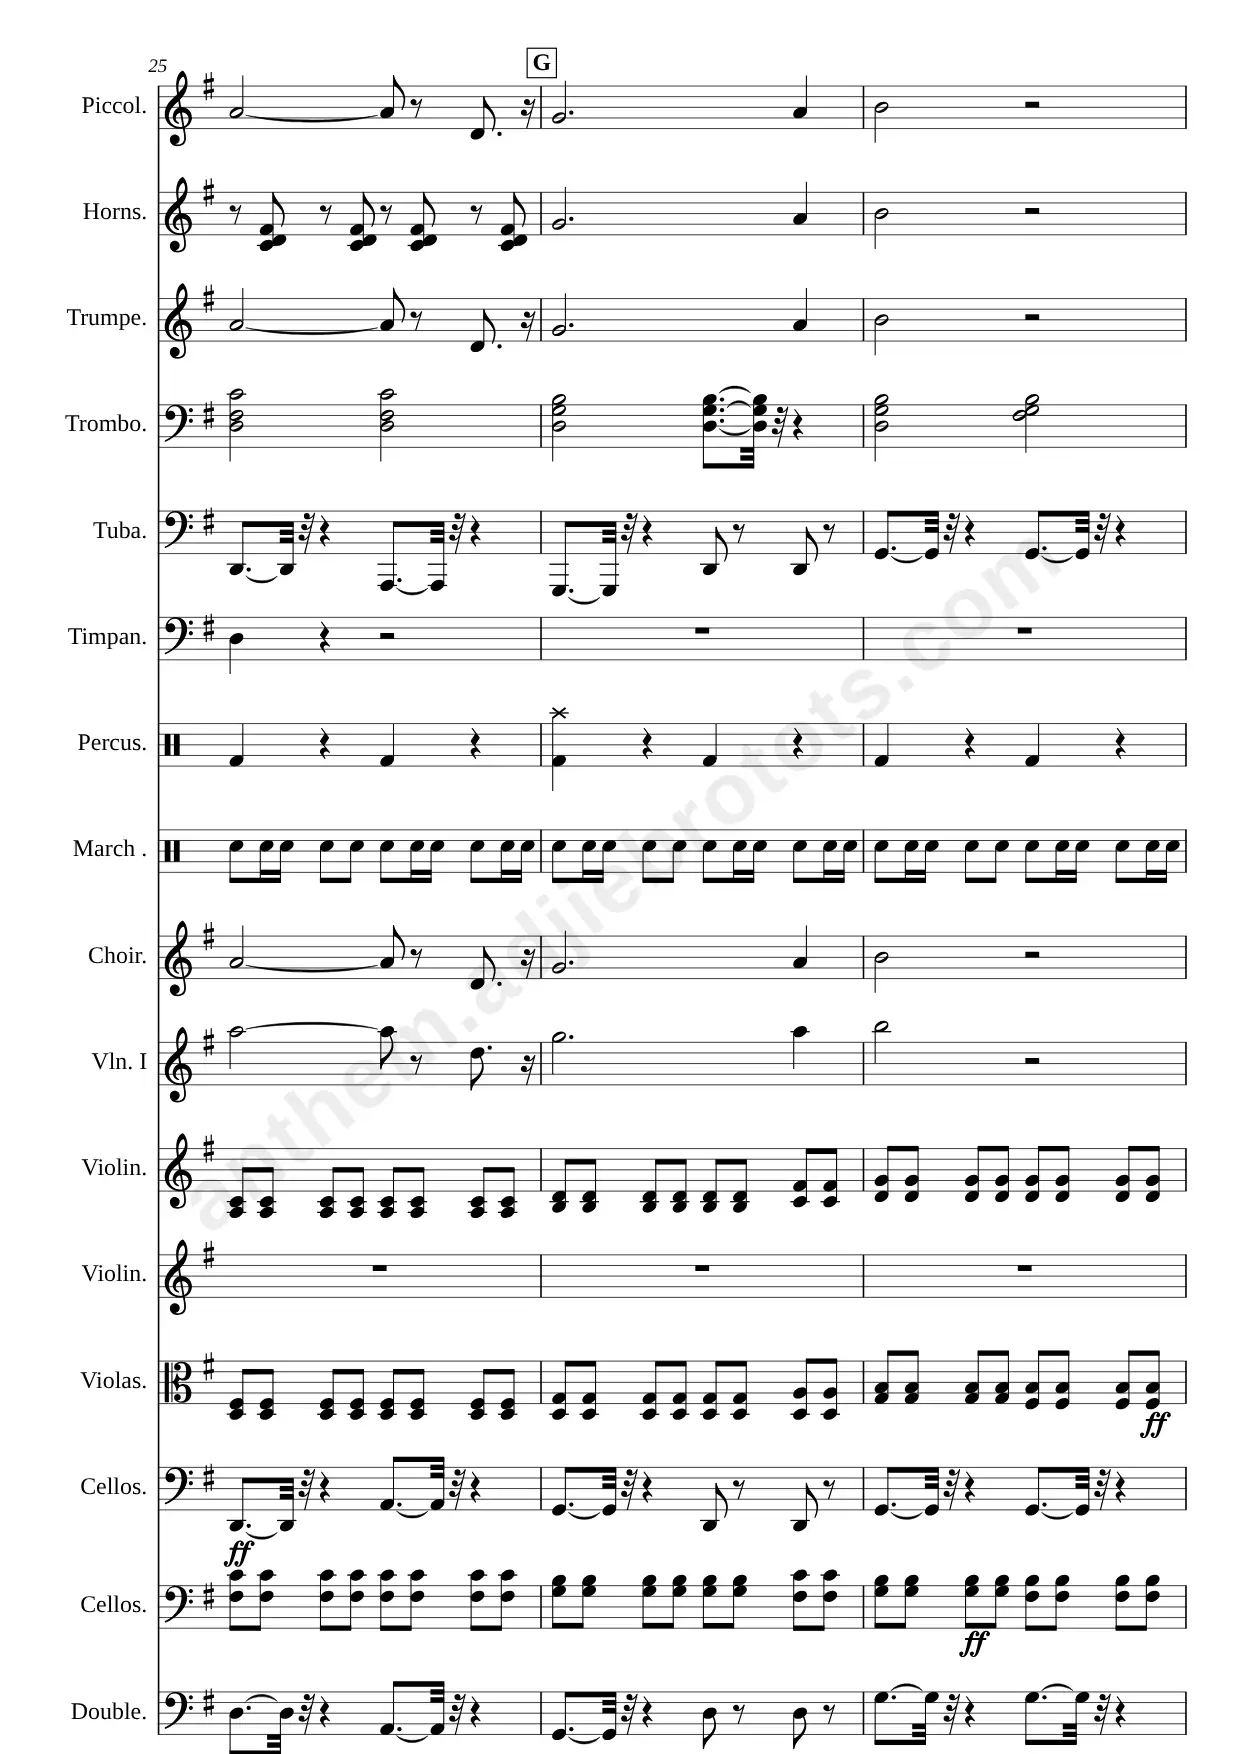 25
G
Piccol.
Horns.
Trumpe.
Trombo.
Tuba.
Timpan.
Percus.
March .
Choir.
Vln. I
Violin.
Violin.
Violas.
ff
Cellos.
ff
Cellos.
ff
Double.
anthem.adjiebrotots.com